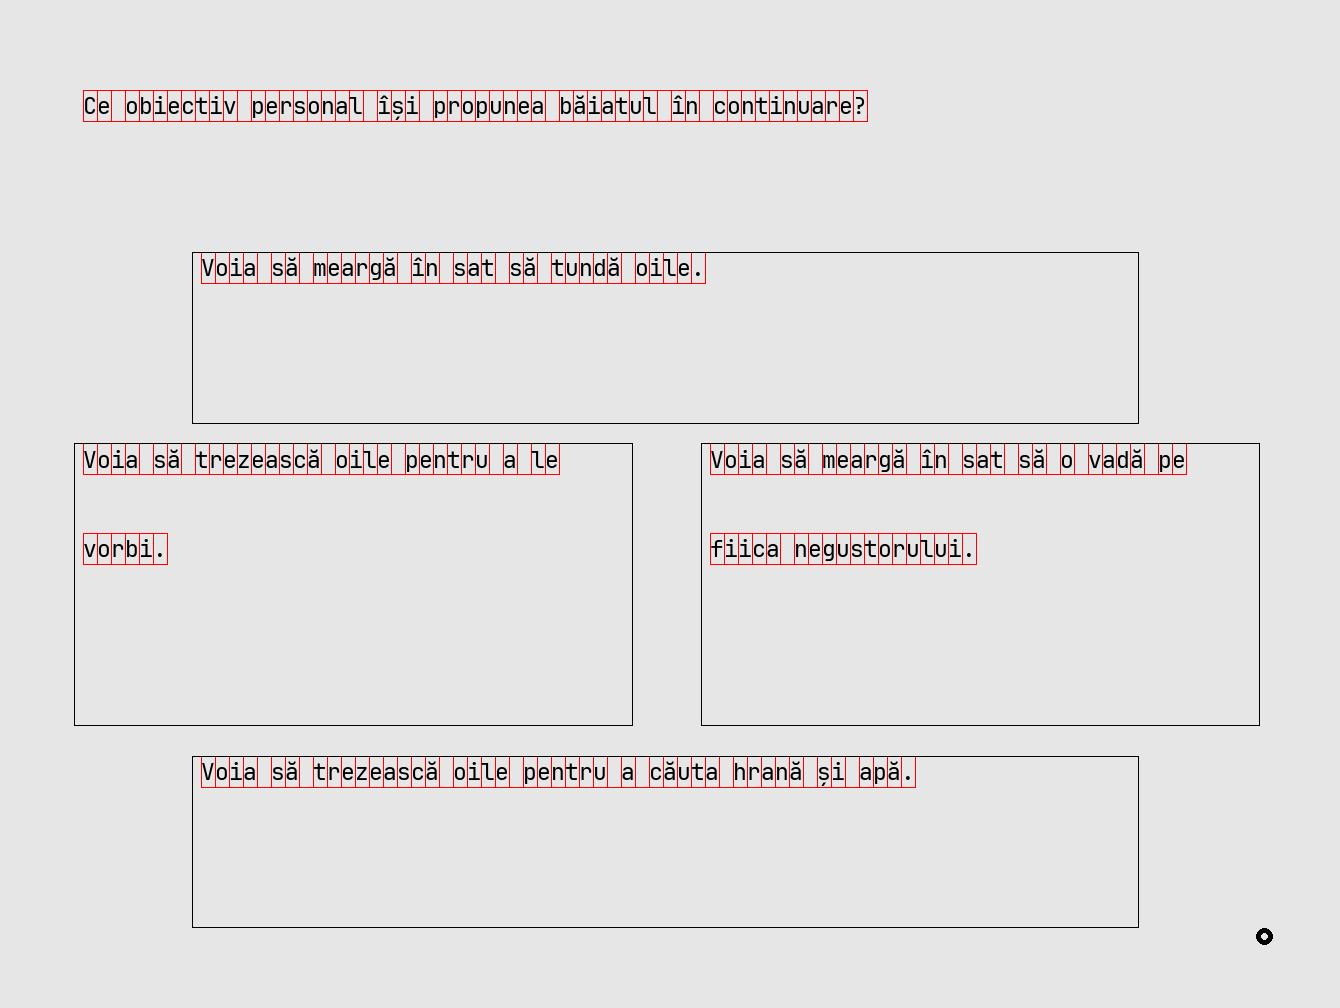 Ce obiectiv personal își propunea băiatul în continuare?
Voia să meargă în sat să tundă oile.
Voia să trezească oile pentru a le
vorbi.
Voia să meargă în sat să o vadă pe
fiica negustorului.
Voia să trezească oile pentru a căuta hrană și apă.